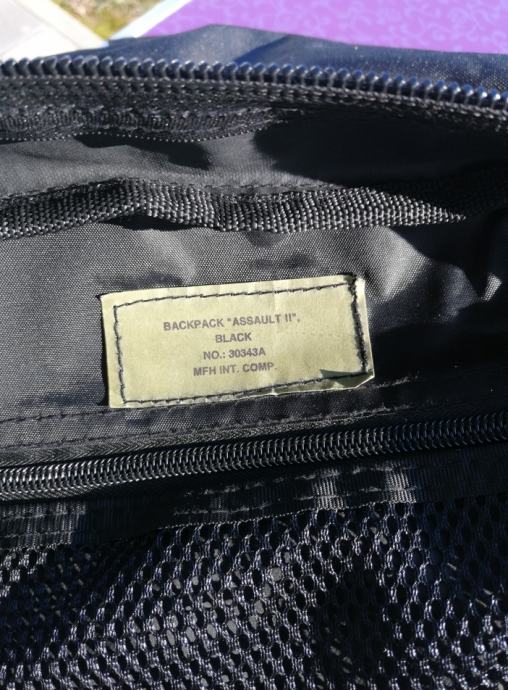 BACKPACK "ASSAULT II",
BLACK
NO.: 30343A
MFH INT. COMP.